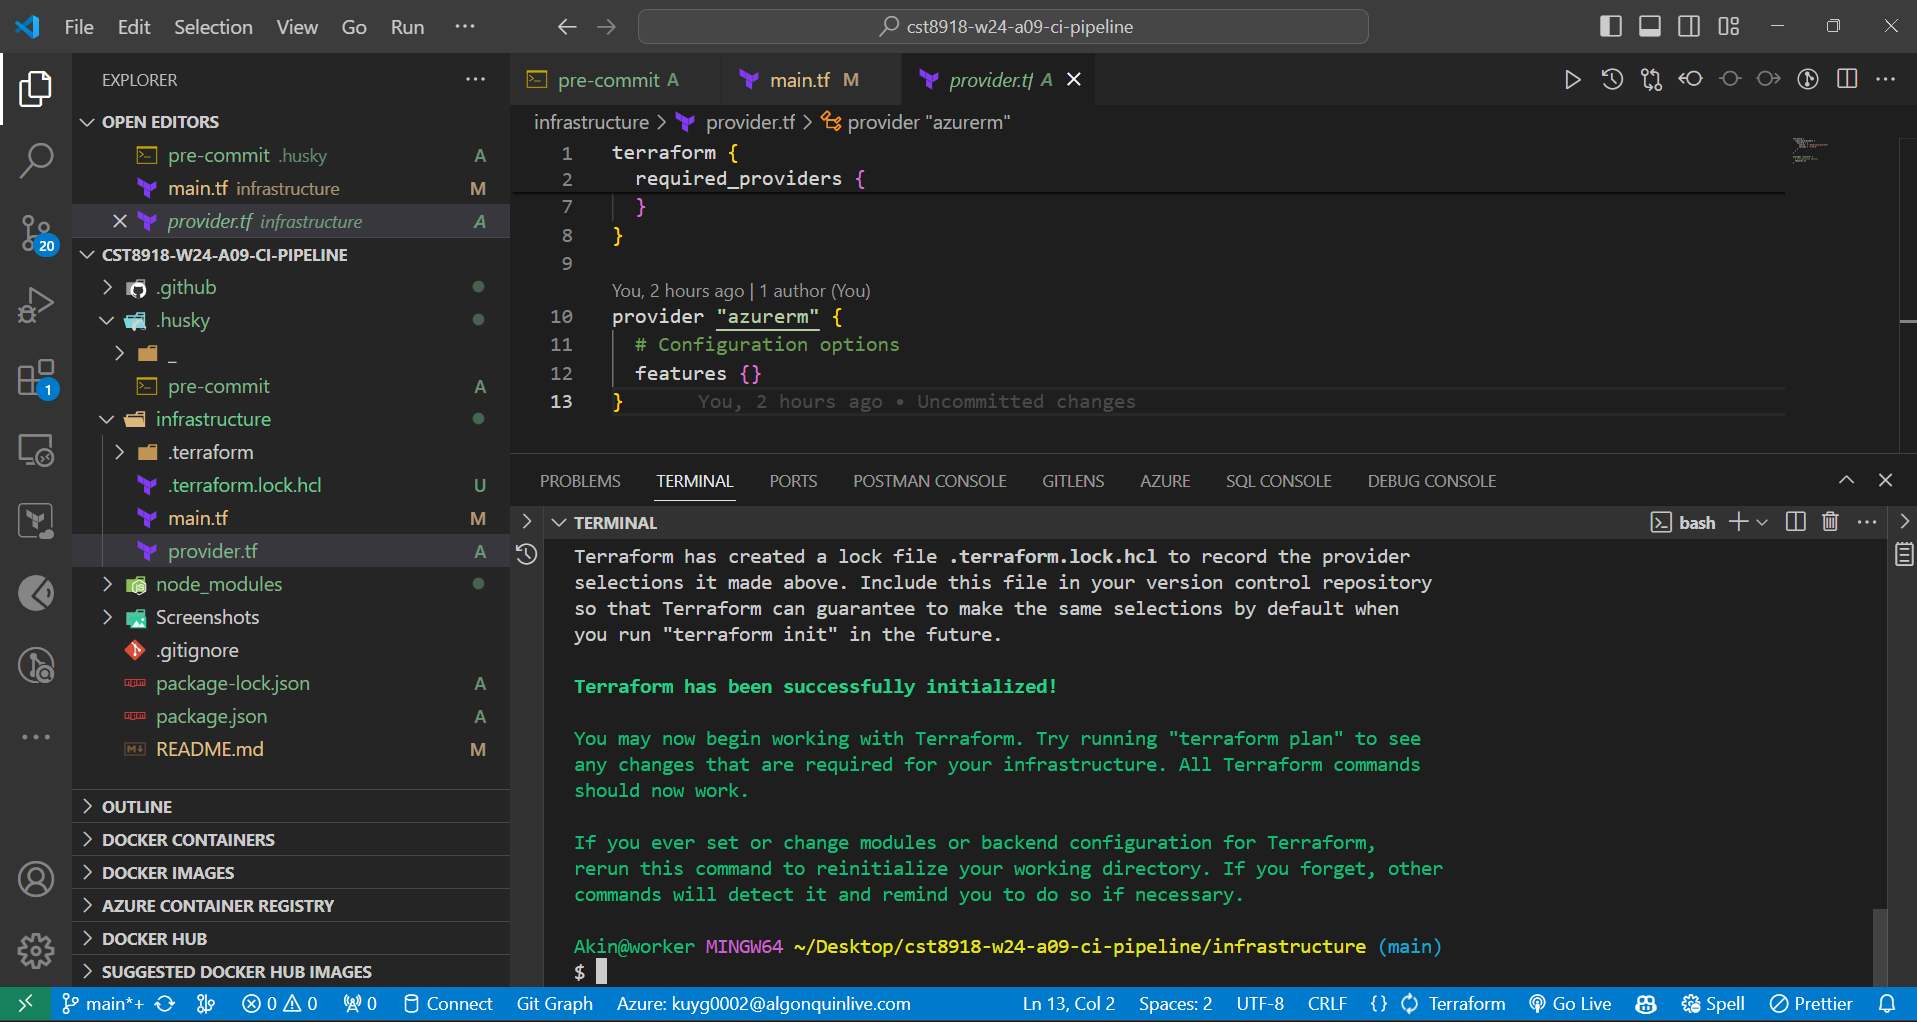 File Edit Selection View Go Run ···
cst8918-w24-a09-ci-pipeline
EXPLORER
OPEN EDITORS
pre-commit .husky A
main.tf infrastructure M
provider.tf infrastructure A
CST8918-W24-A09-CI-PIPELINE
.github
.husky
_
pre-commit A
infrastructure
.terraform
.terraform.lock.hcl U
main.tf M
provider.tf A
node_modules
Screenshots
.gitignore
package-lock.json A
package.json A
README.md M
OUTLINE
DOCKER CONTAINERS
DOCKER IMAGES
AZURE CONTAINER REGISTRY
DOCKER HUB
SUGGESTED DOCKER HUB IMAGES
20
1
pre-commit A main.tf M provider.tf A
infrastructure > provider.tf > provider "azurerm"
1 terraform {
2 required_providers {
7 }
8 }
9
You, 2 hours ago | 1 author (You)
10 provider "azurerm" {
11 # Configuration options
12 features {}
13 } You, 2 hours ago • Uncommitted changes
PROBLEMS TERMINAL PORTS POSTMAN CONSOLE GITLENS AZURE SQL CONSOLE DEBUG CONSOLE
TERMINAL bash
Terraform has created a lock file .terraform.lock.hcl to record the provider
selections it made above. Include this file in your version control repository
so that Terraform can guarantee to make the same selections by default when
you run "terraform init" in the future.
Terraform has been successfully initialized!
You may now begin working with Terraform. Try running "terraform plan" to see
any changes that are required for your infrastructure. All Terraform commands
should now work.
If you ever set or change modules or backend configuration for Terraform,
rerun this command to reinitialize your working directory. If you forget, other
commands will detect it and remind you to do so if necessary.
Akin@worker MINGW64 ~/Desktop/cst8918-w24-a09-ci-pipeline/infrastructure (main)
$
main*+ 0 0 0 Connect Git Graph Azure: kuyg0002@algonquinlive.com Ln 13, Col 2 Spaces: 2 UTF-8 CRLF {} Terraform Go Live Spell Prettier